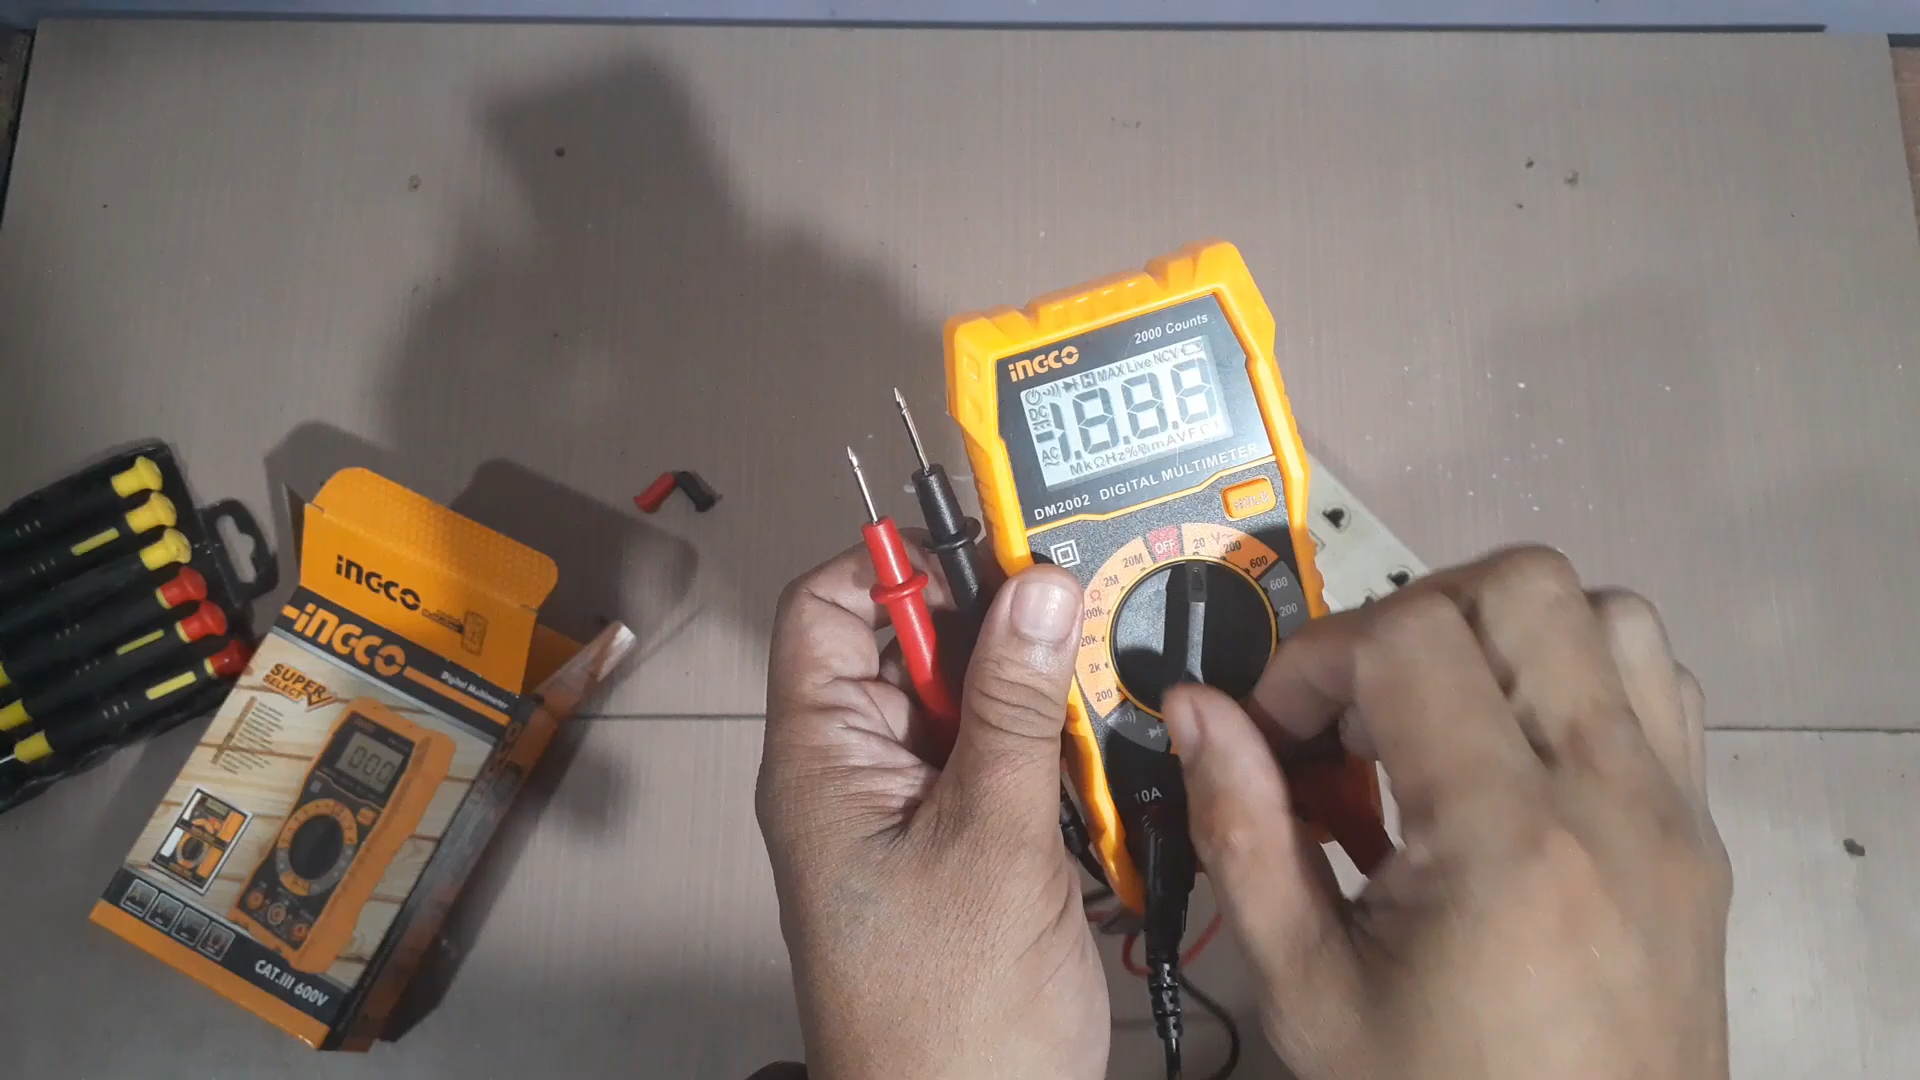 INGCO
2000 Counts
MAX Live NCV
DC
1.8.8.8
AC
MkΩHz%
mAVF
DM2002 DIGITAL MULTIMETER
HOLD
OFF
20
V~
200
600
600
200
20M
2M
Ω
200k
20k
2k
200
10A
INGCO
INGCO
Digital Multimeter
SUPER
SELECT
000
CAT.III 600V